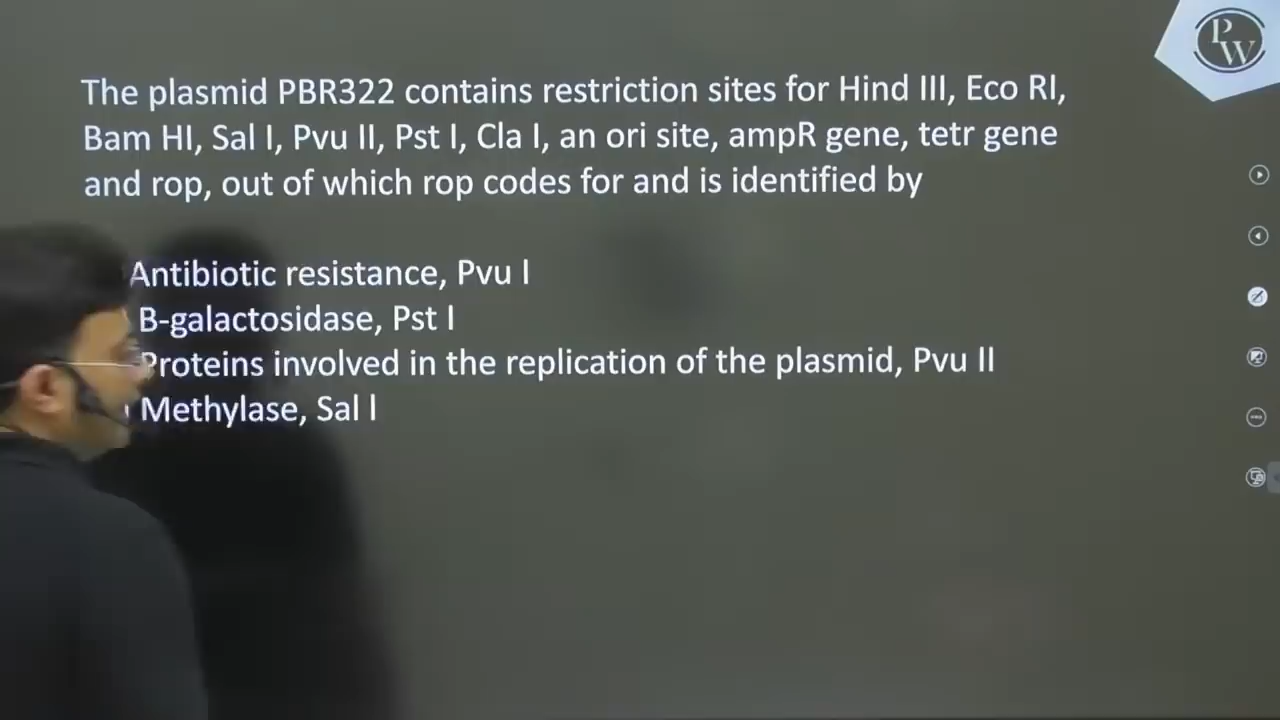 P
W
The plasmid PBR322 contains restriction sites for Hind III, Eco RI,
Bam HI, Sal I, Pvu II, Pst I, Cla I, an ori site, ampR gene, tetr gene
and rop, out of which rop codes for and is identified by
Antibiotic resistance, Pvu I
B-galactosidase, Pst I
Proteins involved in the replication of the plasmid, Pvu II
Methylase, Sal I